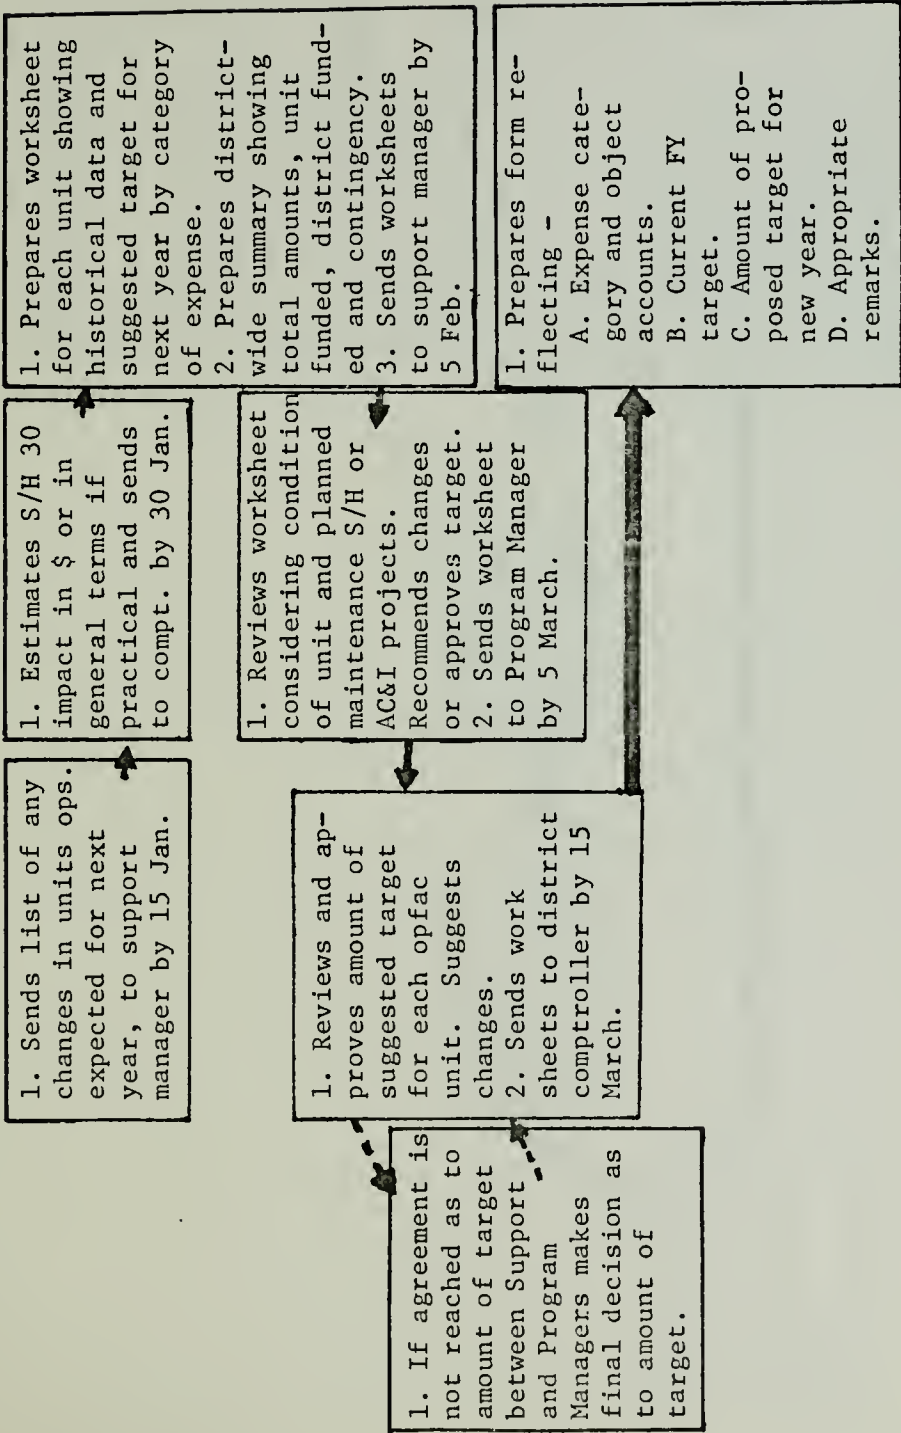 1. Sends list of any
changes in units ops.
expected for next
year, to support
manager by 15 Jan.
1. Estimates S/H 30
impact in $ or in
general terms if
practical and sends
to compt. by 30 Jan.
1. Prepares worksheet
for each unit showing
historical data and
suggested target for
next year by category
of expense.
2. Prepares district-
wide summary showing
total amounts, unit
funded, district fund-
ed and contingency.
3. Sends worksheets
to support manager by
5 Feb.
1. Reviews worksheet
considering condition
of unit and planned
maintenance S/H or
AC&I projects.
Recommends changes
or approves target.
2. Sends worksheet
to Program Manager
by 5 March.
1. Reviews and ap-
proves amount of
suggested target
for each opfac
unit. Suggests
changes.
2. Sends work
sheets to district
comptroller by 15
March.
1. If agreement is
not reached as to
amount of target
between Support
and Program
Managers makes
final decision as
to amount of
target.
1. Prepares form re-
flecting -
A. Expense cate-
gory and object
accounts.
B. Current FY
target.
C. Amount of pro-
posed target for
new year.
D. Appropriate
remarks.